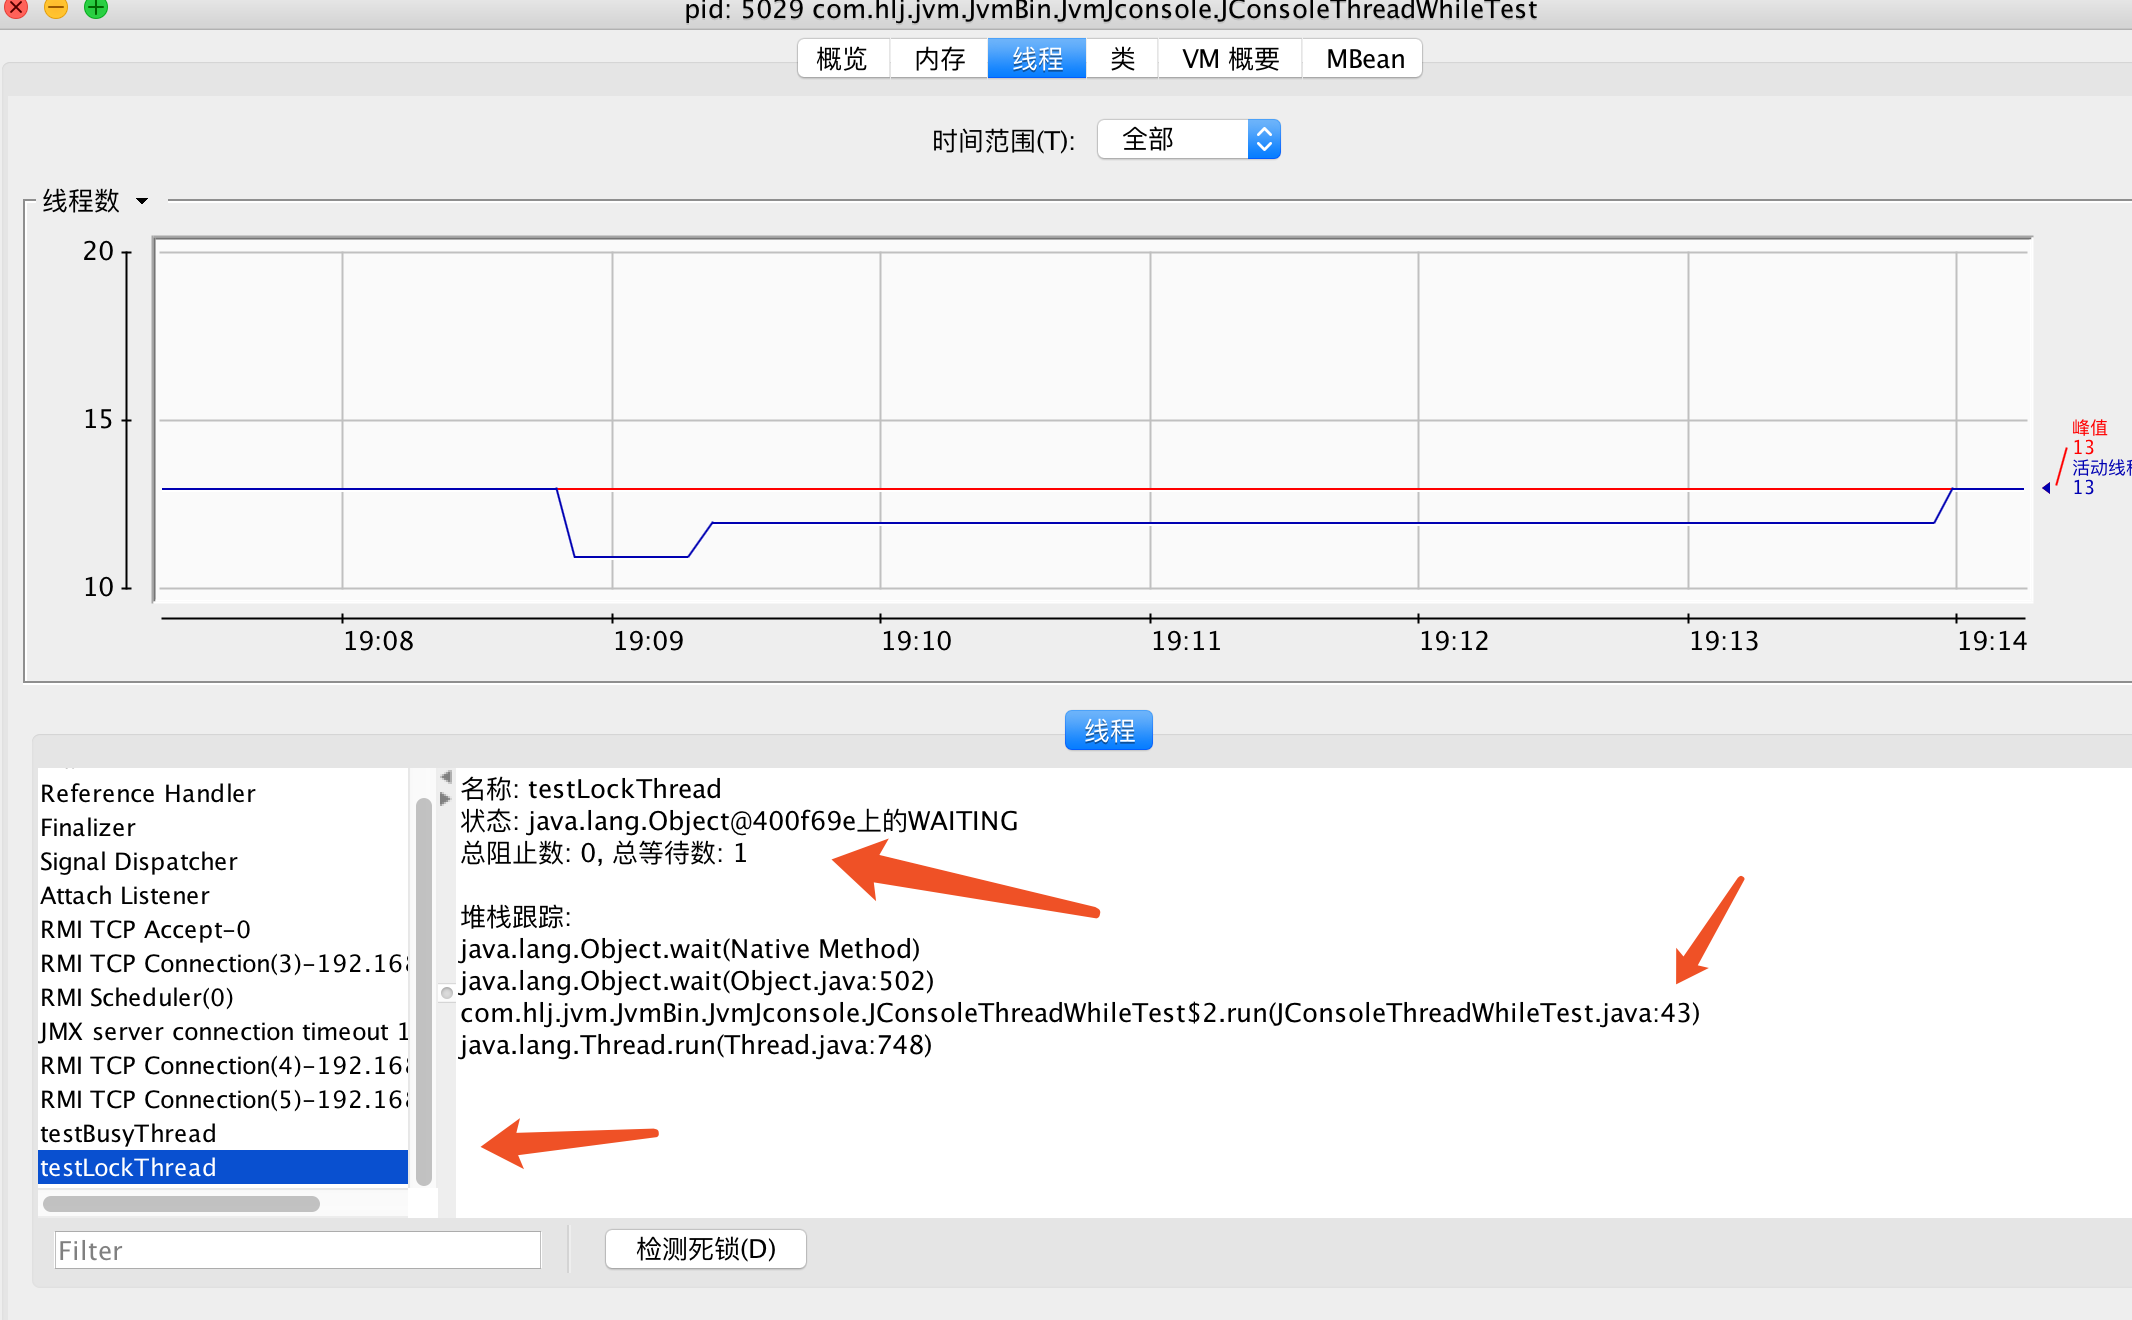 pid: 5029 com.hlj.jvm.JvmBin.JvmJconsole.JConsoleThreadWhileTest
概览 内存 线程 类 VM 概要 MBean
时间范围(T): 全部
线程数
20
15
10
峰值
13
活动线程
13
19:08 19:09 19:10 19:11 19:12 19:13 19:14
线程
Reference Handler
Finalizer
Signal Dispatcher
Attach Listener
RMI TCP Accept-0
RMI TCP Connection(3)-192.168
RMI Scheduler(0)
JMX server connection timeout 1
RMI TCP Connection(4)-192.168
RMI TCP Connection(5)-192.168
testBusyThread
testLockThread
名称: testLockThread
状态: java.lang.Object@400f69e上的WAITING
总阻止数: 0, 总等待数: 1
堆栈跟踪:
java.lang.Object.wait(Native Method)
java.lang.Object.wait(Object.java:502)
com.hlj.jvm.JvmBin.JvmJconsole.JConsoleThreadWhileTest$2.run(JConsoleThreadWhileTest.java:43)
java.lang.Thread.run(Thread.java:748)
Filter
检测死锁(D)